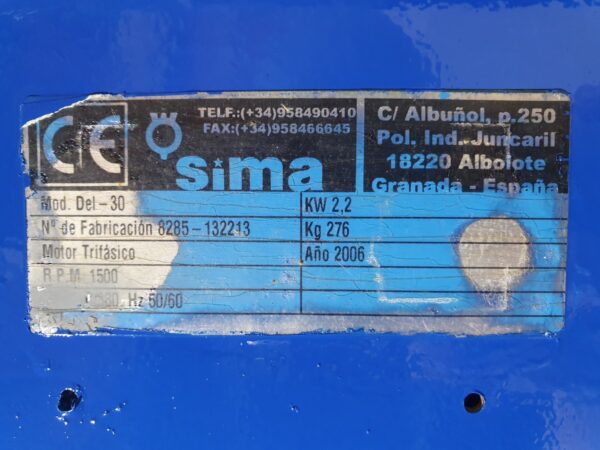 CE
TELF.:(+34)958490410
FAX:(+34)958466645
sima
C/ Albuñol, p.250
Pol. Ind. Juncaril
18220 Albolote
Granada - España
Mod. Del-30
KW 2,2
Nº de Fabricación 8285-132213
Kg 276
Motor Trifásico
Año 2006
R.P.M. 1500
Hz 50/60